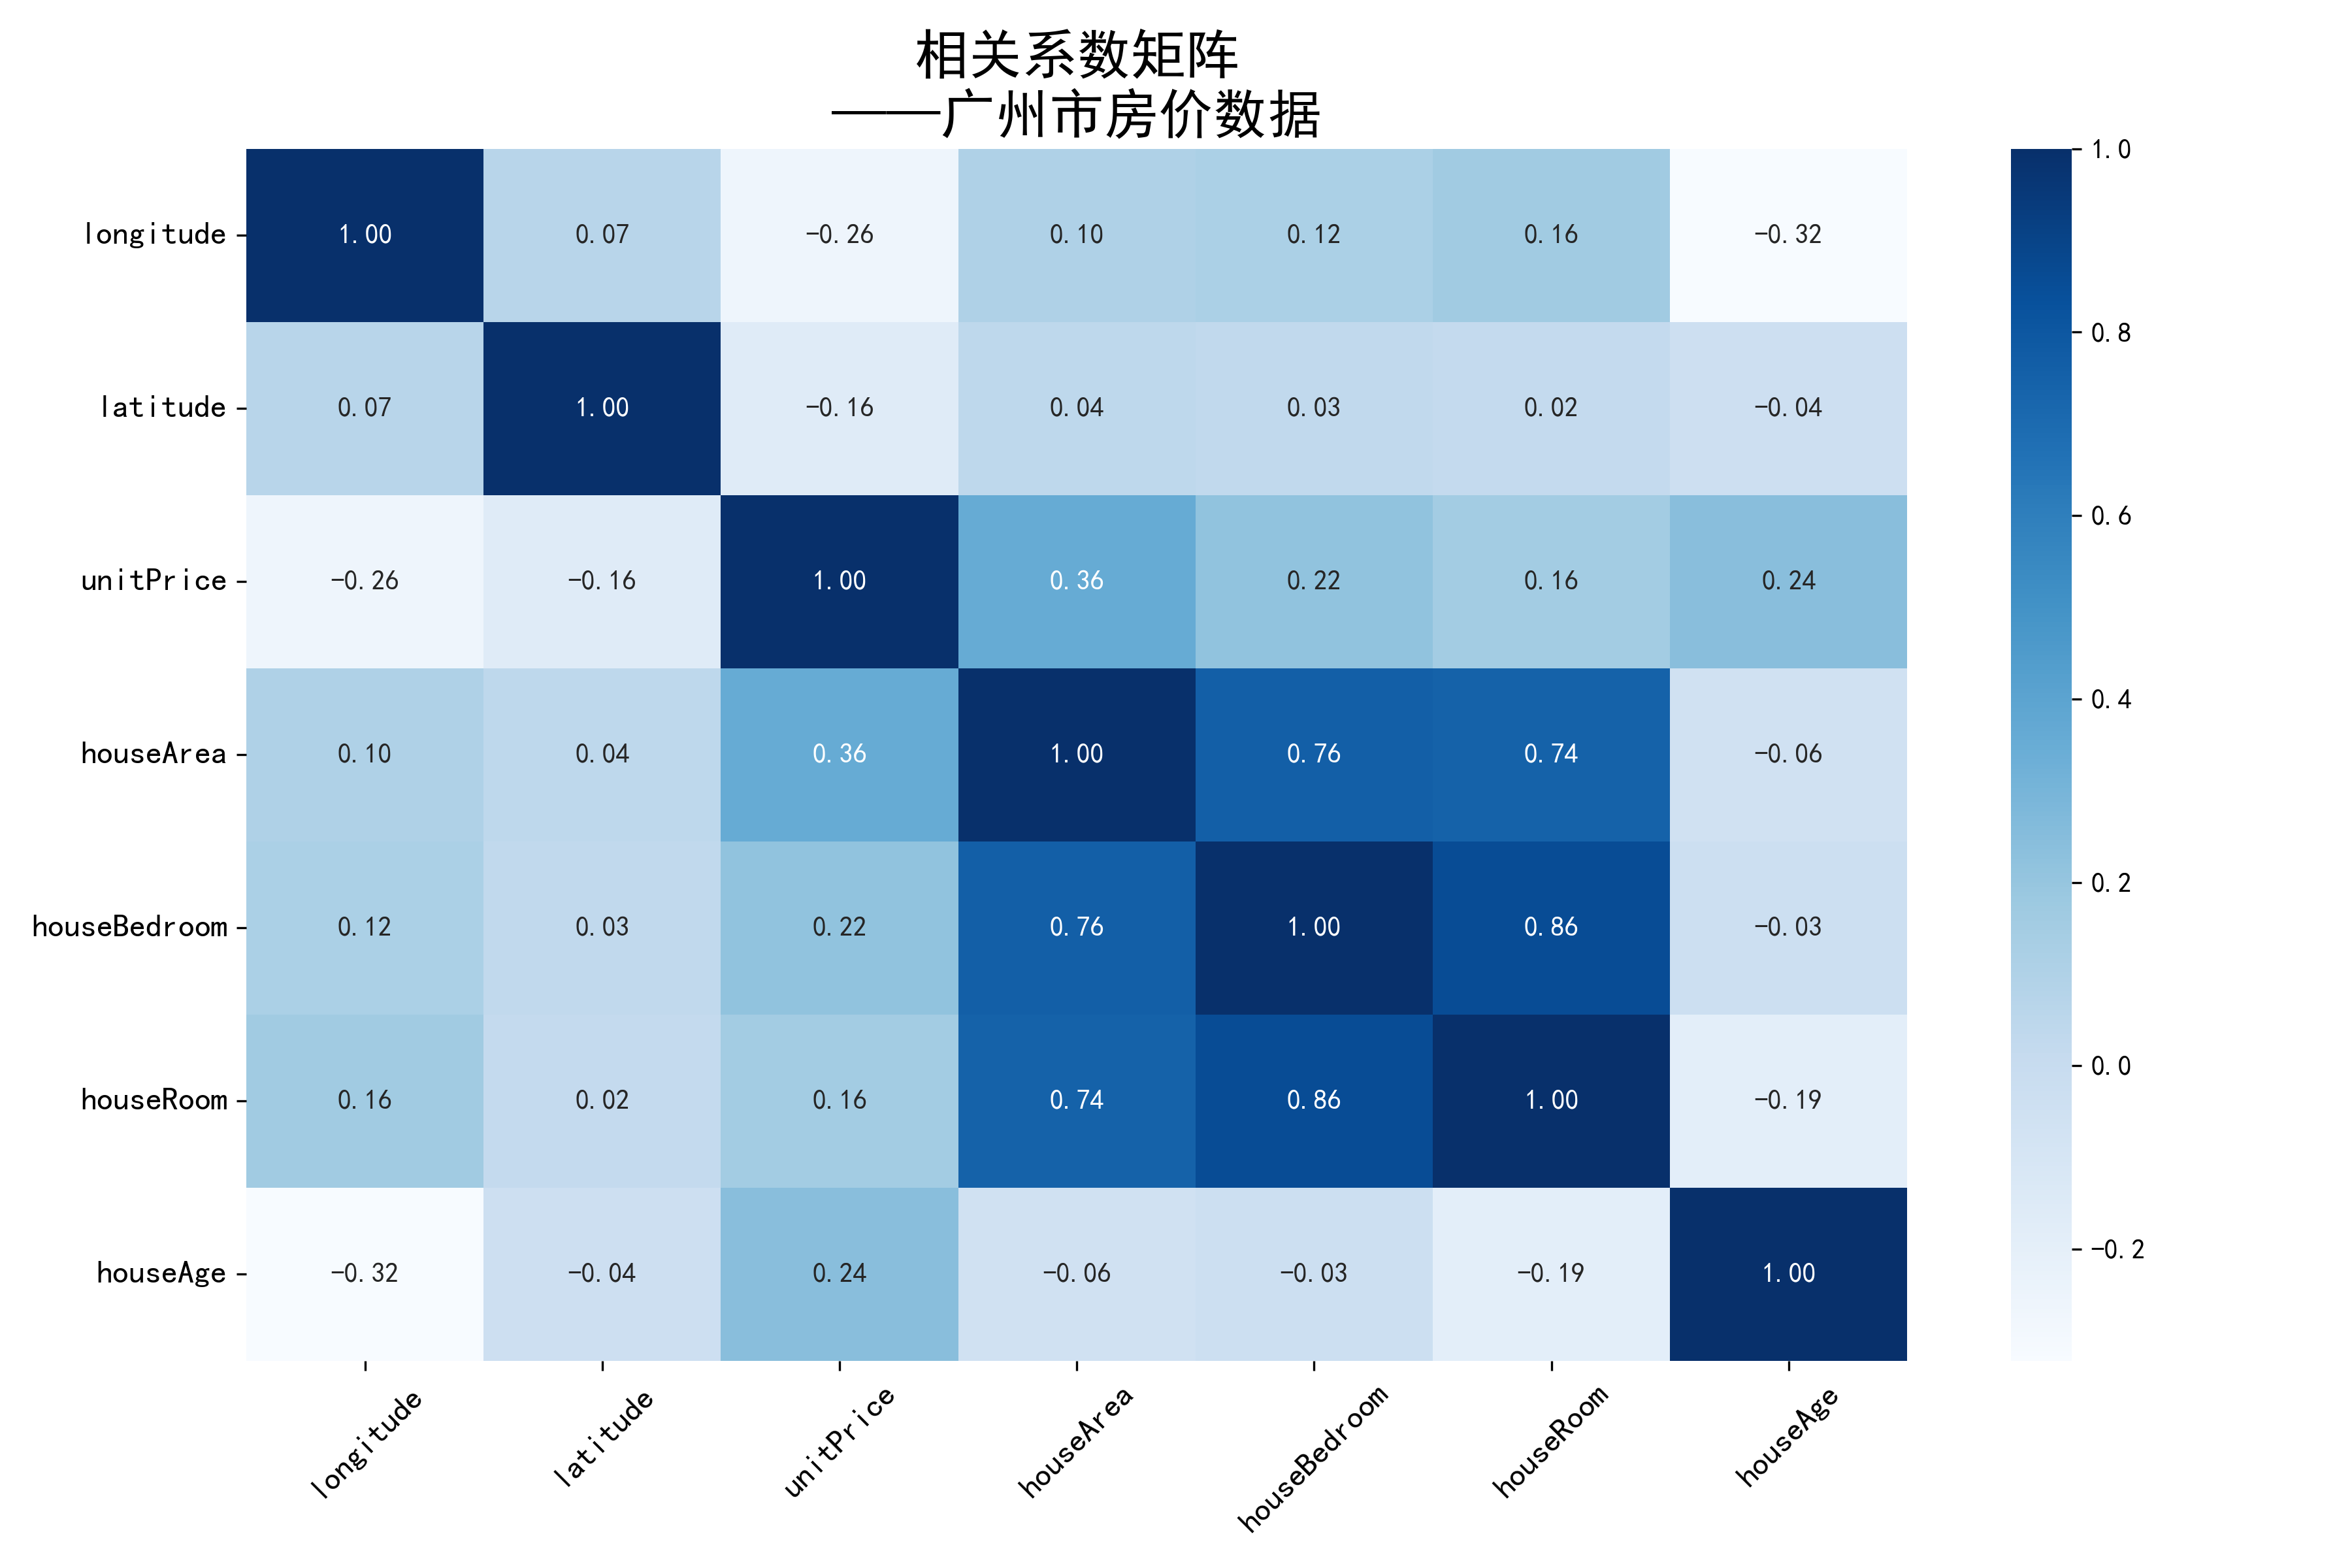 相关系数矩阵
——广州市房价数据
longitude 1.00 0.07 -0.26 0.10 0.12 0.16 -0.32
latitude 0.07 1.00 -0.16 0.04 0.03 0.02 -0.04
unitPrice -0.26 -0.16 1.00 0.36 0.22 0.16 0.24
houseArea 0.10 0.04 0.36 1.00 0.76 0.74 -0.06
houseBedroom 0.12 0.03 0.22 0.76 1.00 0.86 -0.03
houseRoom 0.16 0.02 0.16 0.74 0.86 1.00 -0.19
houseAge -0.32 -0.04 0.24 -0.06 -0.03 -0.19 1.00
longitude latitude unitPrice houseArea houseBedroom houseRoom houseAge
1.0
0.8
0.6
0.4
0.2
0.0
-0.2